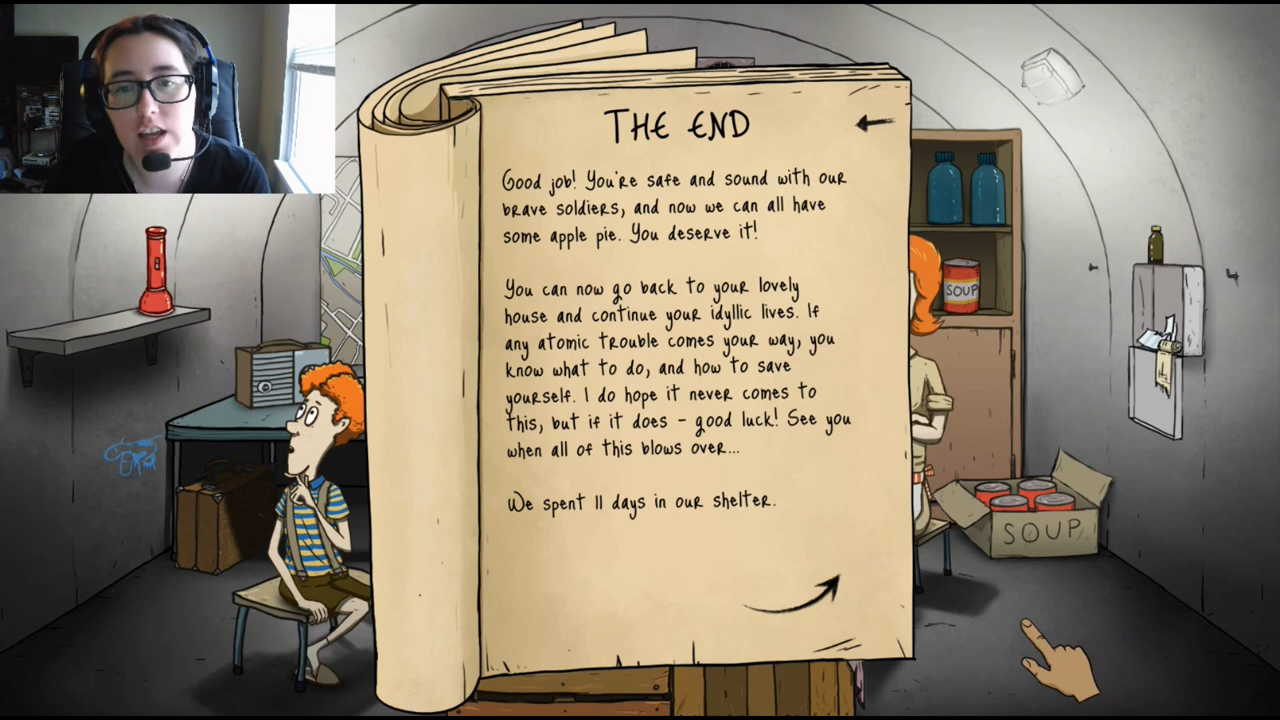 THE END
Good job! You're safe and sound with our
brave soldiers, and now we can all have
some apple pie. You deserve it!
You can now go back to your lovely
house and continue your idyllic lives. If
any atomic trouble comes your way, you
know what to do, and how to save
yourself. I do hope it never comes to
this, but if it does - good luck! See you
when all of this blows over...
We spent 11 days in our shelter.
SOUP
SOUP